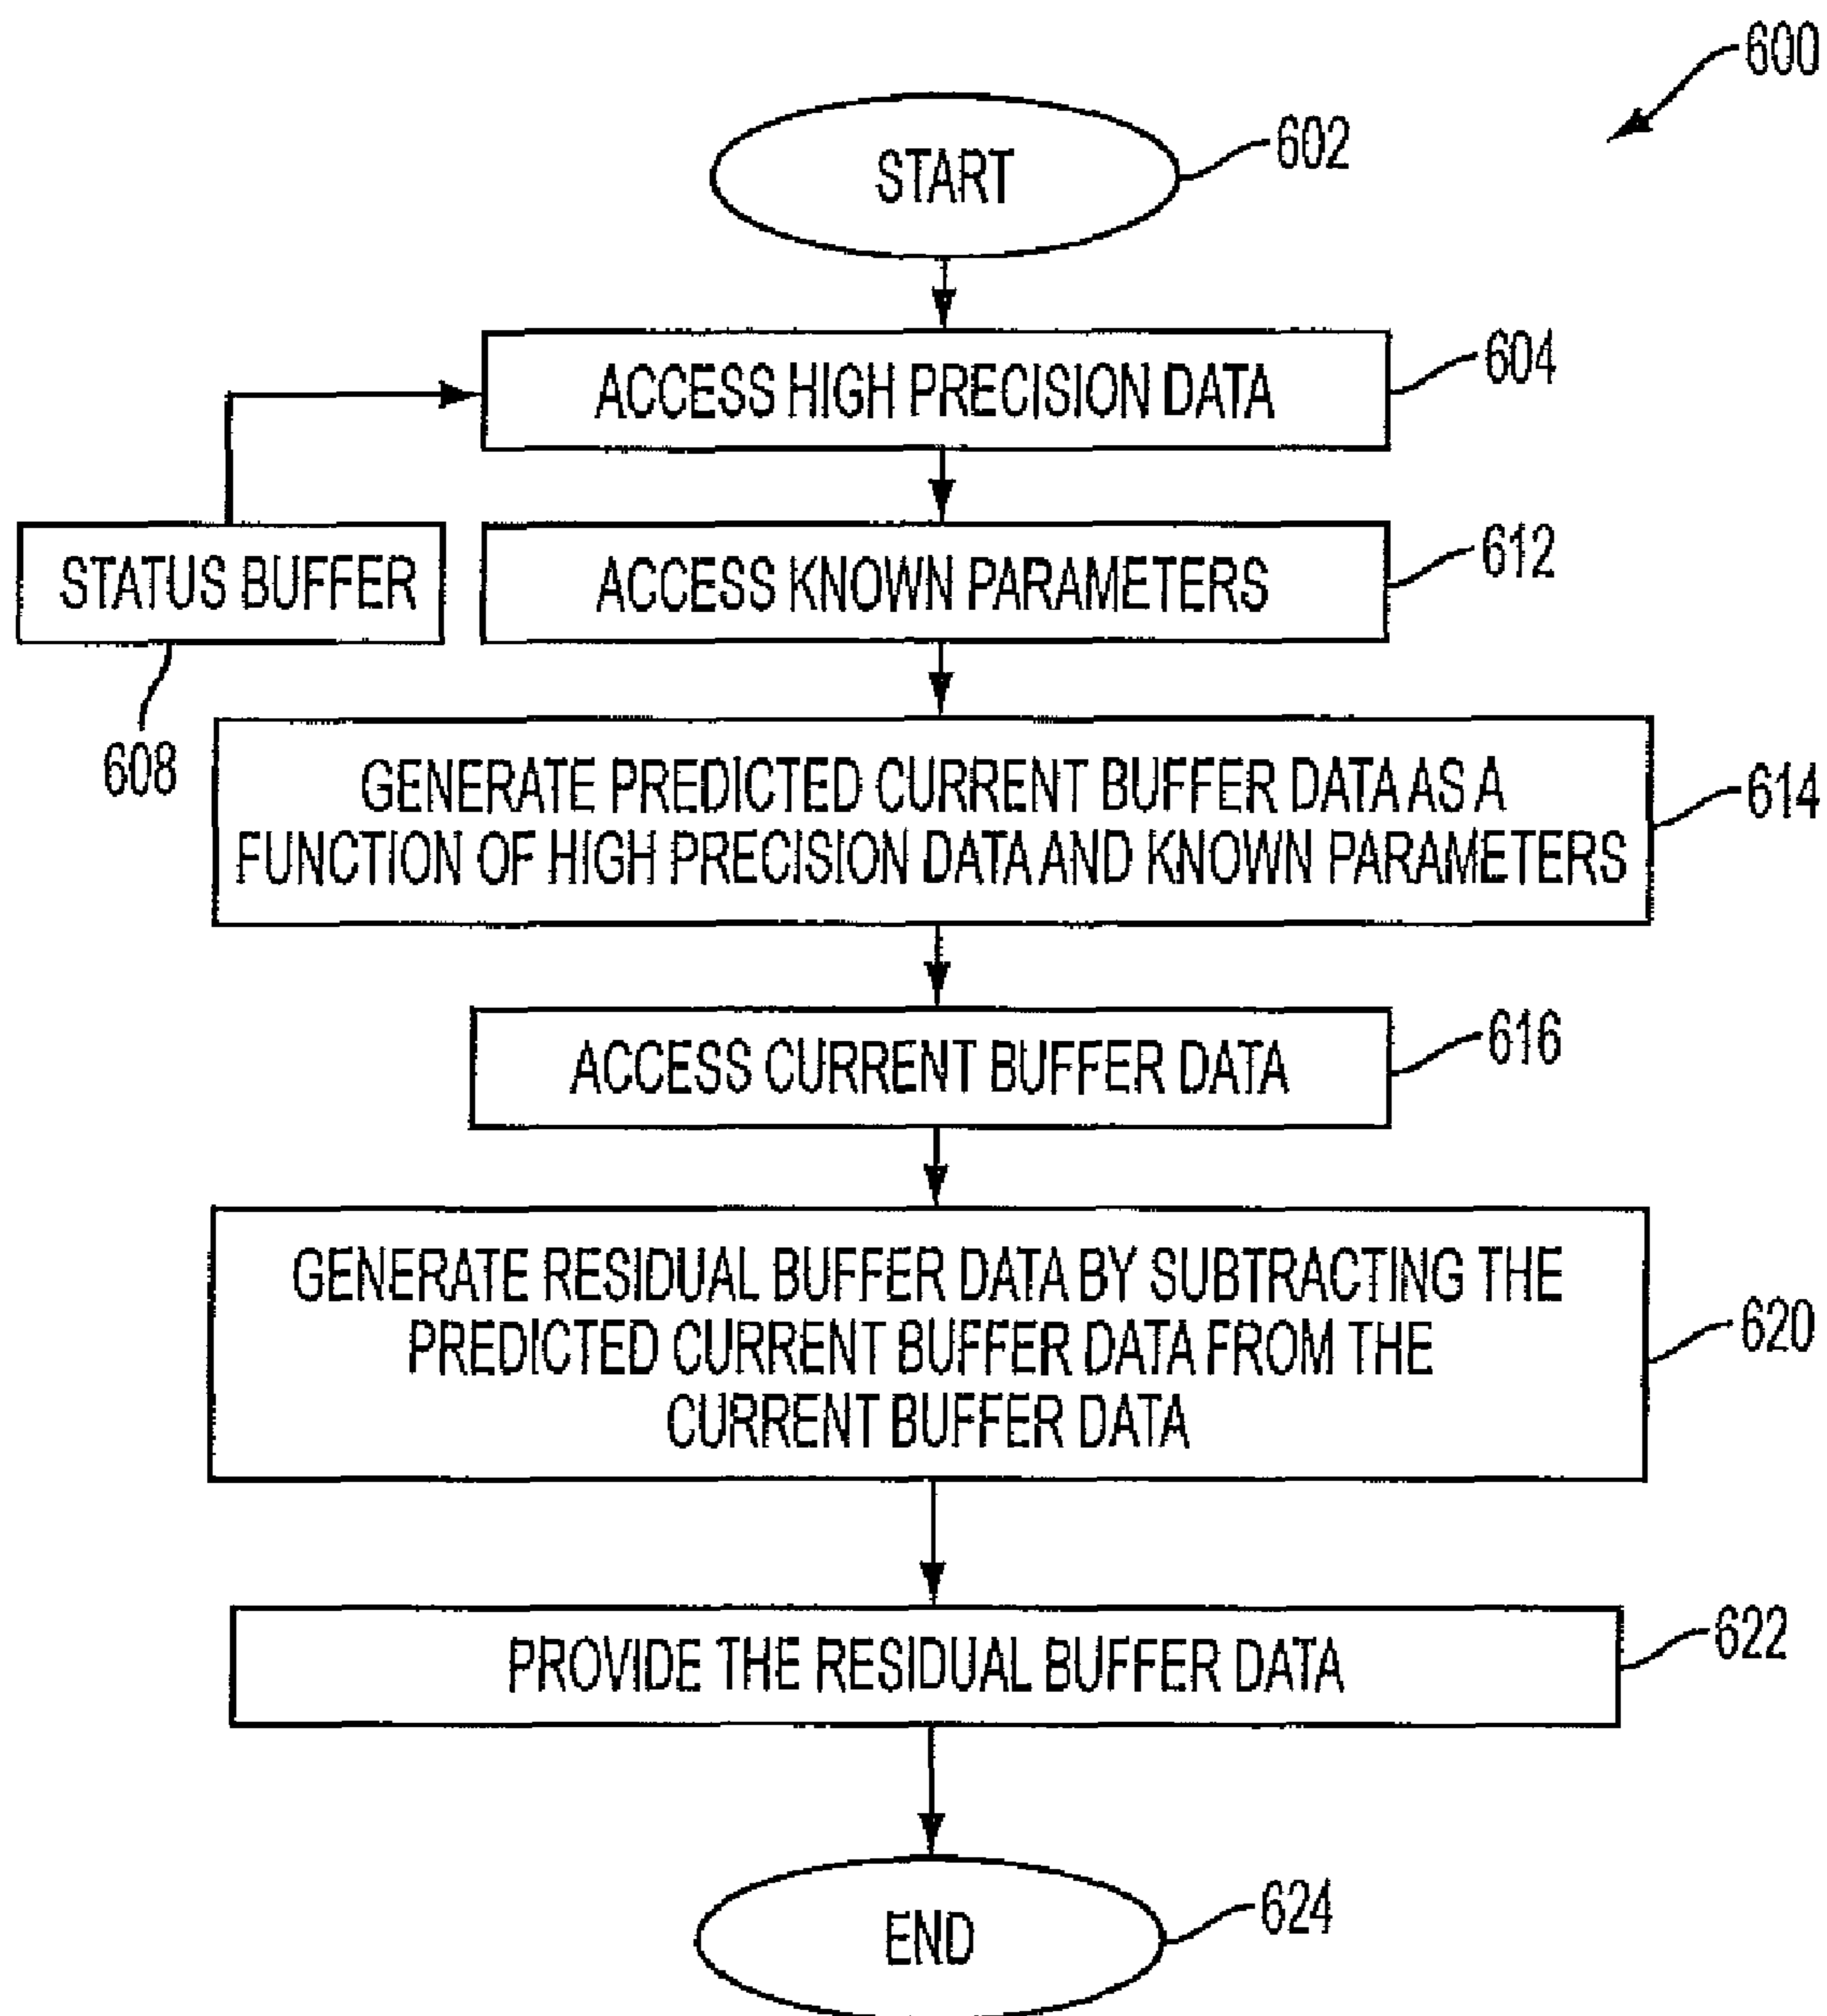 600
START
602
ACCESS HIGH PRECISION DATA
604
STATUS BUFFER
608
ACCESS KNOWN PARAMETERS
612
GENERATE PREDICTED CURRENT BUFFER DATA AS A
FUNCTION OF HIGH PRECISION DATA AND KNOWN PARAMETERS
614
ACCESS CURRENT BUFFER DATA
616
GENERATE RESIDUAL BUFFER DATA BY SUBTRACTING THE
PREDICTED CURRENT BUFFER DATA FROM THE
CURRENT BUFFER DATA
620
PROVIDE THE RESIDUAL BUFFER DATA
622
END
624